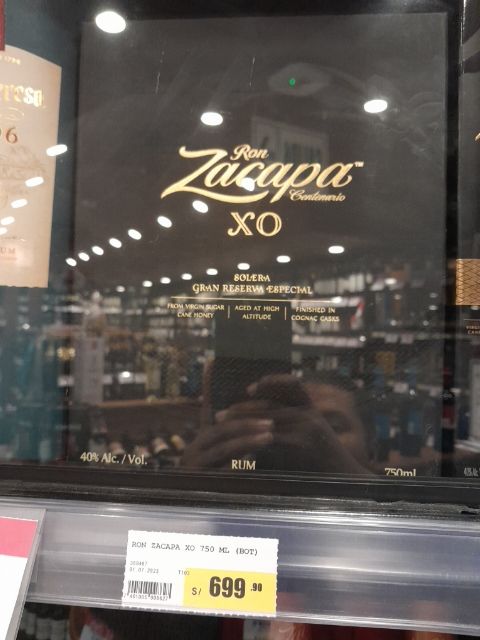 Ron
Zacapa™
Centenario
XO
SOLERA
GRAN RESERVA ESPECIAL
FROM VIRGIN SUGAR CANE HONEY | AGED AT HIGH ALTITUDE | FINISHED IN COGNAC CASKS
40% Alc. / Vol.
RUM
750ml
RON ZACAPA XO 750 ML (BOT)
S/ 699.90